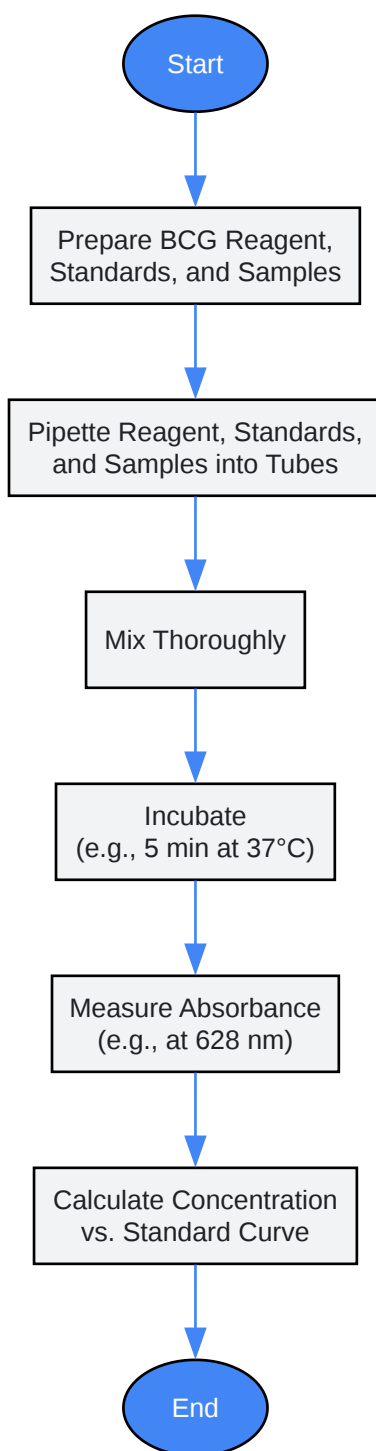 Start
Prepare BCG Reagent,
Standards, and Samples
Pipette Reagent, Standards,
and Samples into Tubes
Mix Thoroughly
Incubate
(e.g., 5 min at 37°C)
Measure Absorbance
(e.g., at 628 nm)
Calculate Concentration
vs. Standard Curve
End